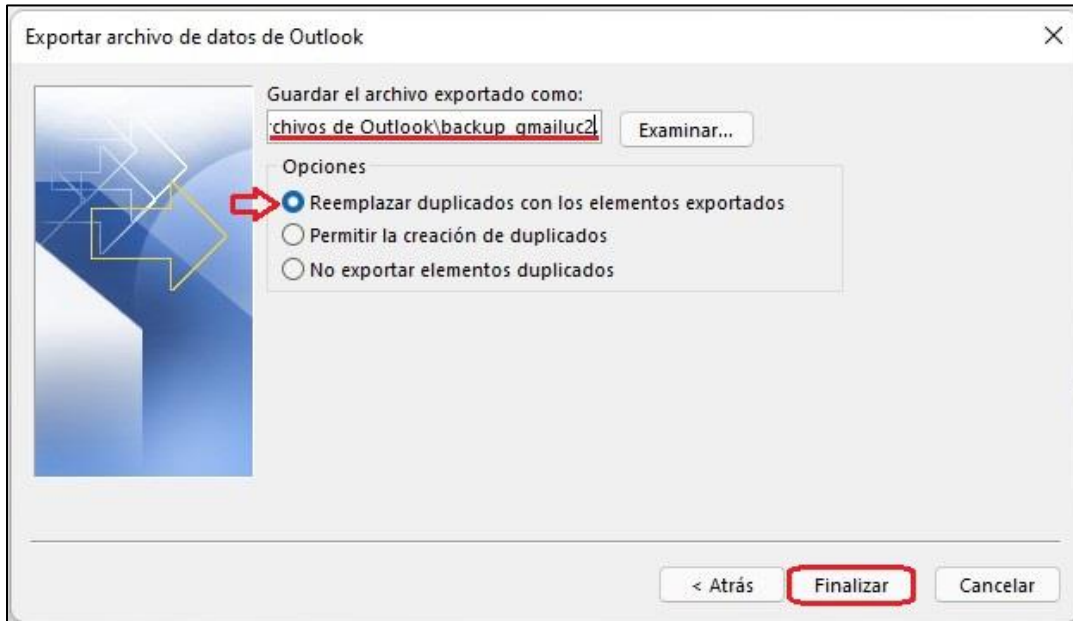 Exportar archivo de datos de Outlook
Guardar el archivo exportado como:
chivos de Outlook\backup_gmailuc2.
Examinar...
Opciones
Reemplazar duplicados con los elementos exportados
Permitir la creación de duplicados
No exportar elementos duplicados
< Atrás
Finalizar
Cancelar